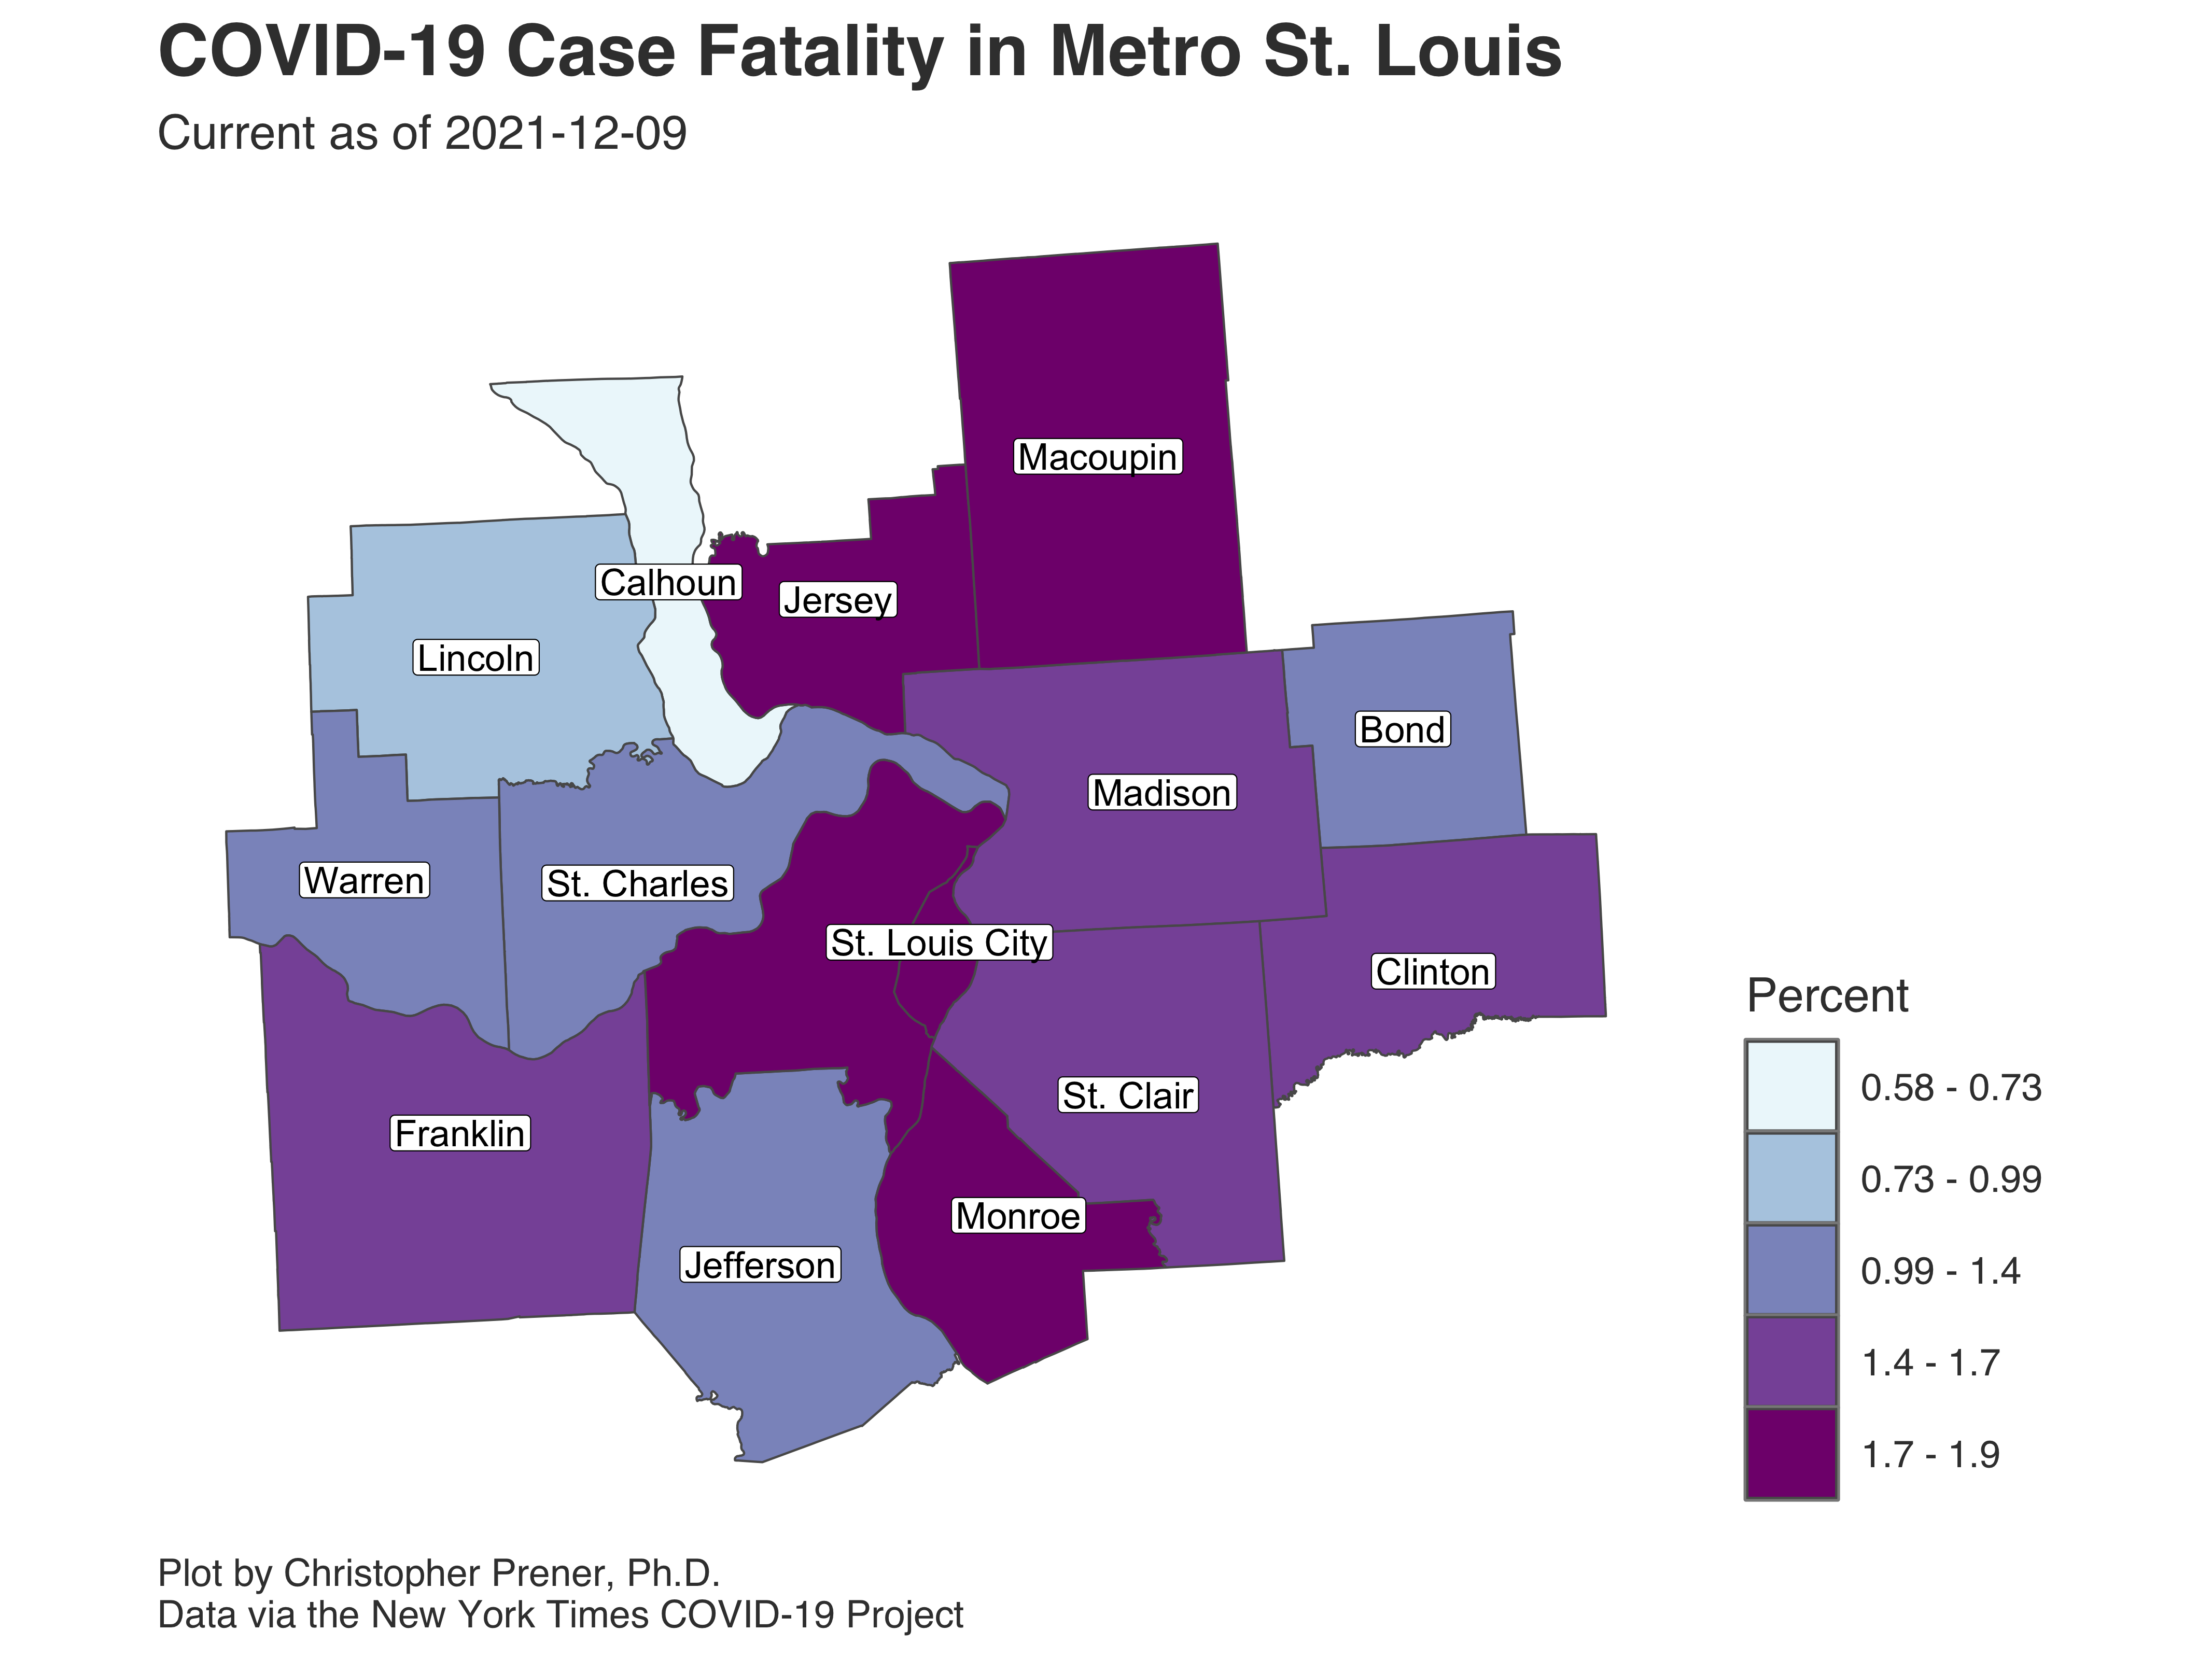 COVID-19 Case Fatality in Metro St. Louis
Current as of 2021-12-09
Macoupin
Calhoun
Jersey
Lincoln
Bond
Madison
Warren
St. Charles
St. Louis City
Clinton
St. Clair
Franklin
Monroe
Jefferson
Percent
0.58 - 0.73
0.73 - 0.99
0.99 - 1.4
1.4 - 1.7
1.7 - 1.9
Plot by Christopher Prener, Ph.D.
Data via the New York Times COVID-19 Project